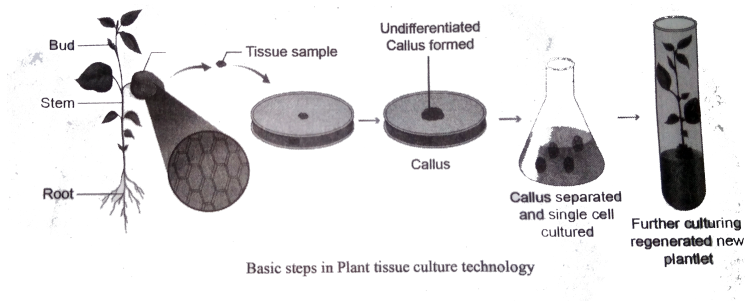 Undifferentiated
Callus formed
Bud
Tissue sample
Stem
Callus
Root
Callus separated
and single cell
cultured
Further culturing
regenerated new
plantlet
Basic steps in Plant tissue culture technology